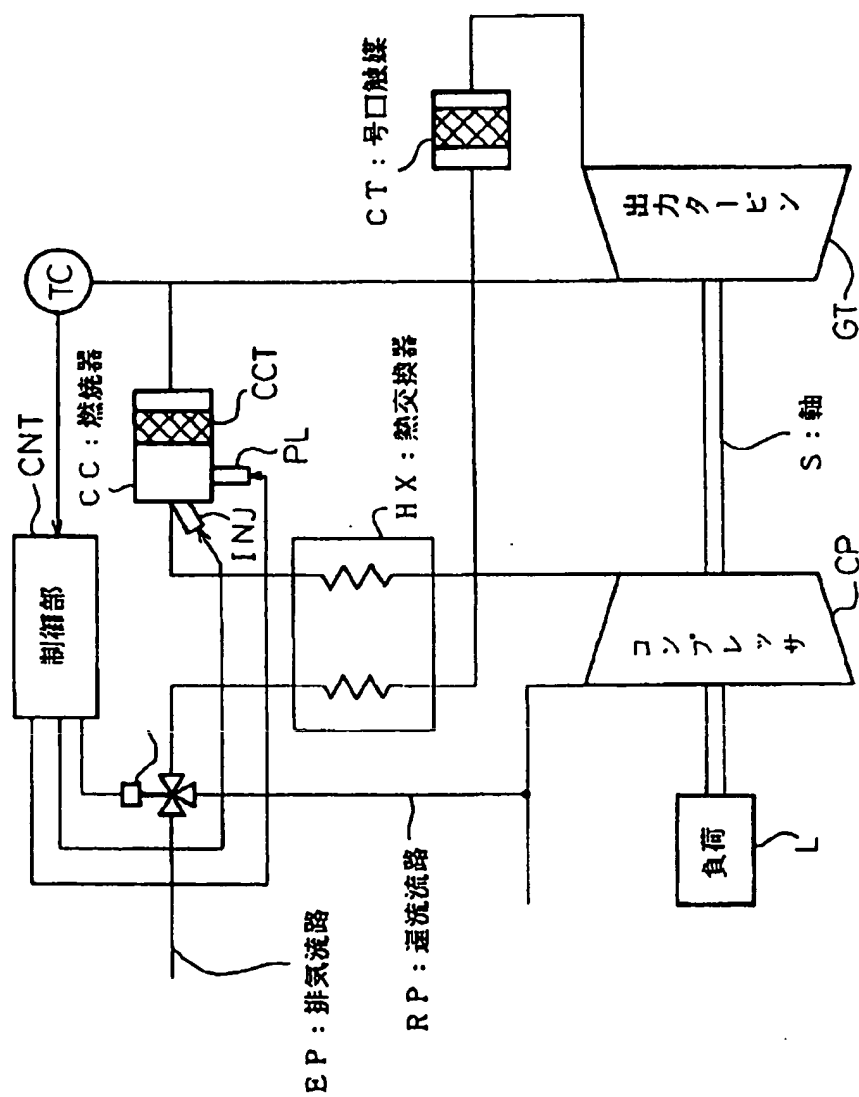 TC
CT:号口触媒
CNT
制御部
CC:燃焼器
CCT
PL
INJ
HX:熱交換器
出力タービン
GT
S:軸
コンプレッサ
CP
負荷
L
RP:還流流路
EP:排気流路